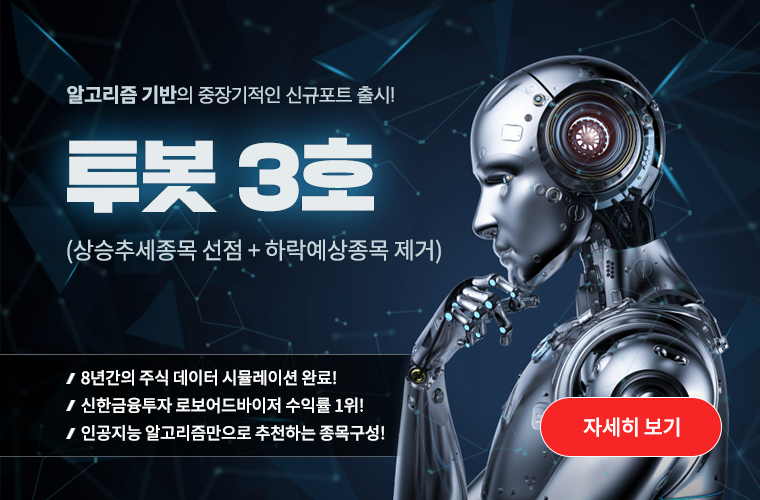 알고리즘 기반의 중장기적인 신규포트 출시!
투봇 3호
(상승추세종목 선점 + 하락예상종목 제거)
8년간의 주식 데이터 시뮬레이션 완료!
신한금융투자 로보어드바이저 수익률 1위!
인공지능 알고리즘만으로 추천하는 종목구성!
자세히 보기